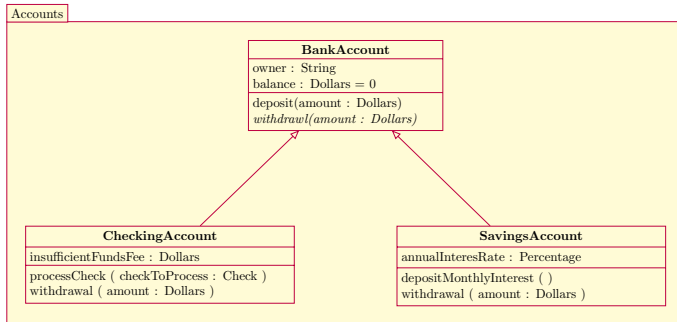 Accounts
BankAccount
owner : String
balance : Dollars = 0
deposit(amount : Dollars)
withdrawl(amount : Dollars)
CheckingAccount
insufficientFundsFee : Dollars
processCheck ( checkToProcess : Check )
withdrawal ( amount : Dollars )
SavingsAccount
annualInteresRate : Percentage
depositMonthlyInterest ( )
withdrawal ( amount : Dollars )